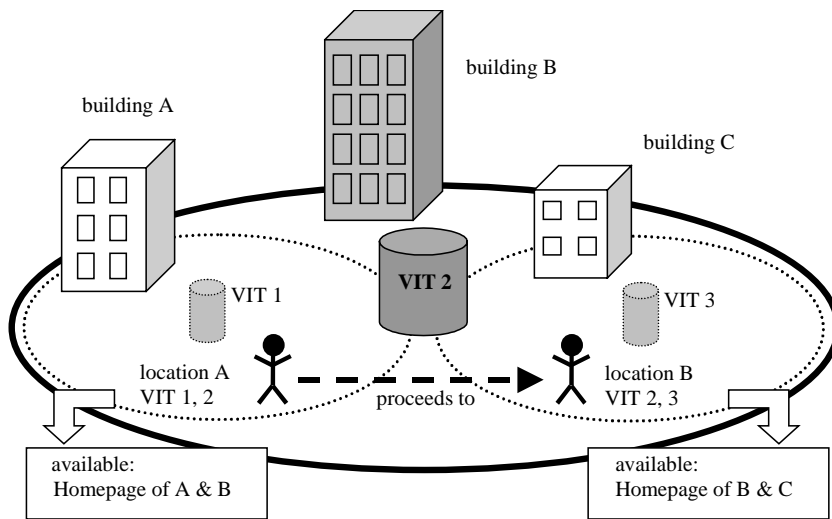 building B
building A
building C
VIT 2
VIT 1
VIT 3
location A
VIT 1, 2
location B
VIT 2, 3
proceeds to
available:
Homepage of A & B
available:
Homepage of B & C